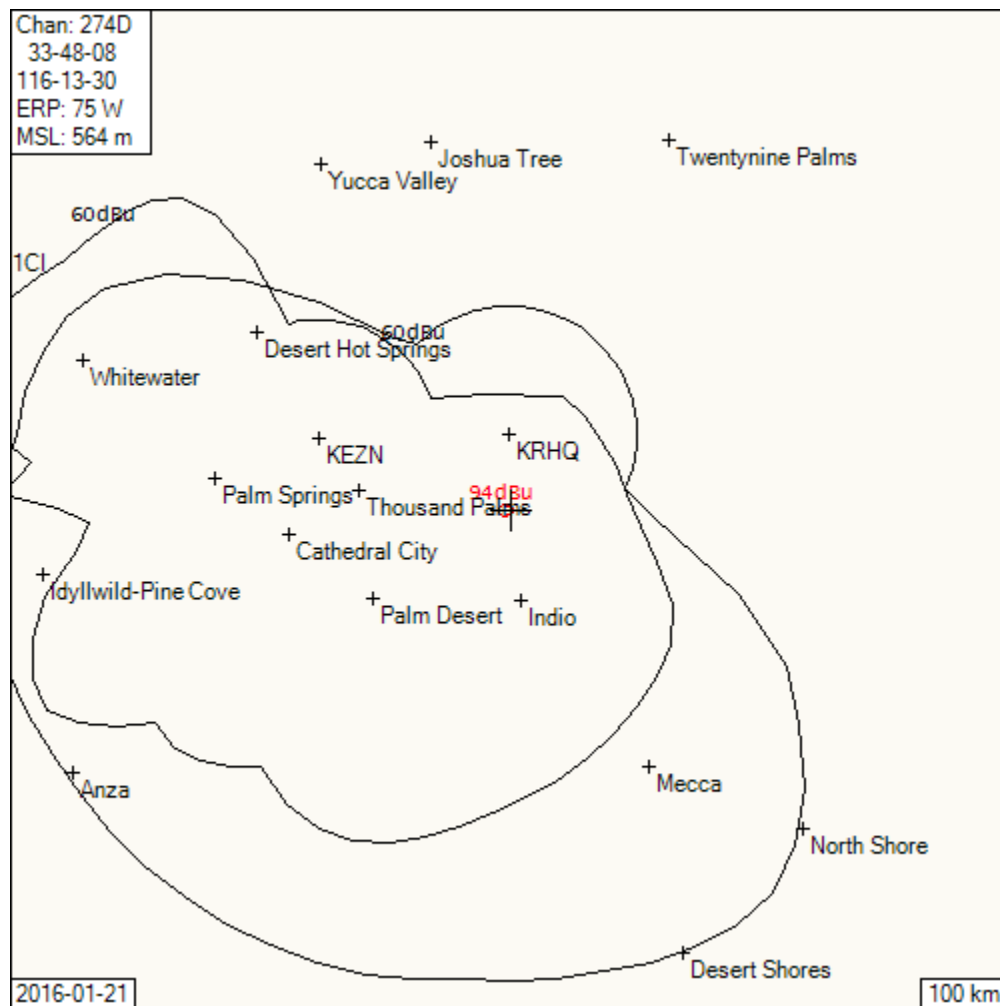 Chan: 274D
33-48-08
116-13-30
ERP: 75 W
MSL: 564 m
Joshua Tree
Twentynine Palms
Yucca Valley
60dBu
1CI
60dBu
Desert Hot Springs
Whitewater
KEZN
KRHQ
Palm Springs
94dBu
Thousand Palms
Cathedral City
Idyllwild-Pine Cove
Palm Desert
Indio
Anza
Mecca
North Shore
Desert Shores
2016-01-21
100 km